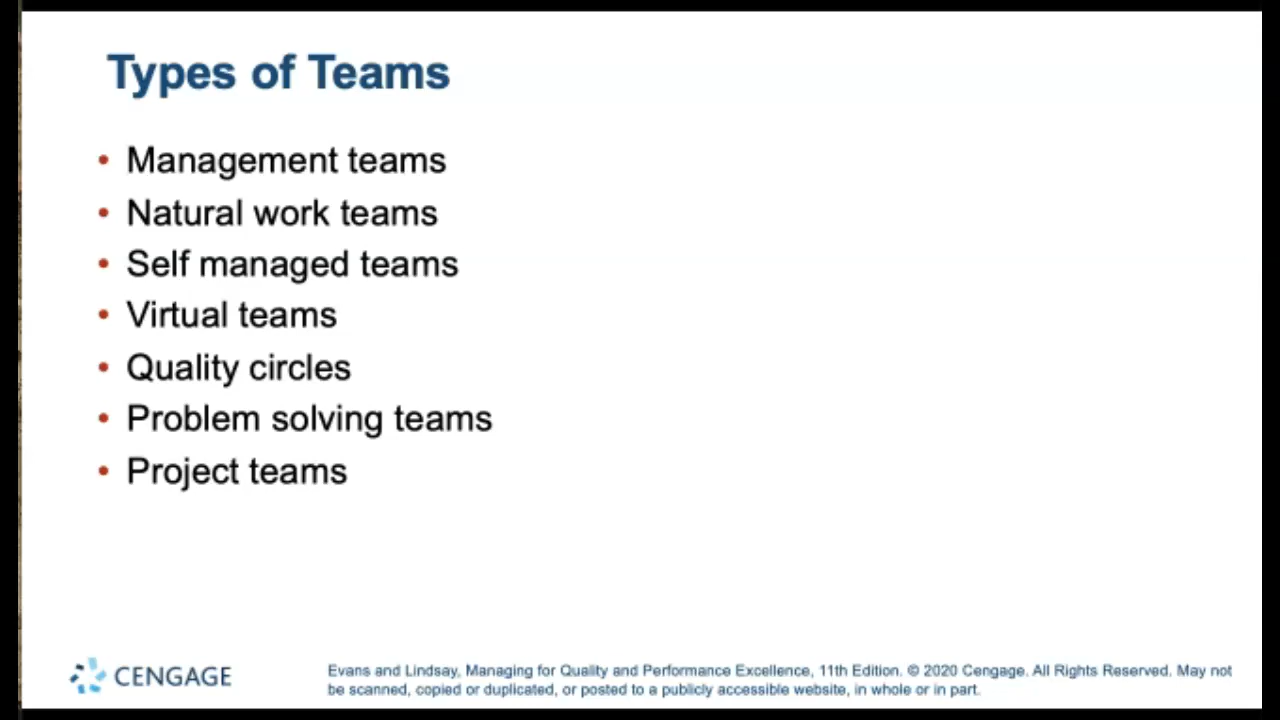 Types of Teams
• Management teams
• Natural work teams
• Self managed teams
• Virtual teams
• Quality circles
• Problem solving teams
• Project teams
CENGAGE
Evans and Lindsay, Managing for Quality and Performance Excellence, 11th Edition. © 2020 Cengage. All Rights Reserved. May not
be scanned, copied or duplicated, or posted to a publicly accessible website, in whole or in part.